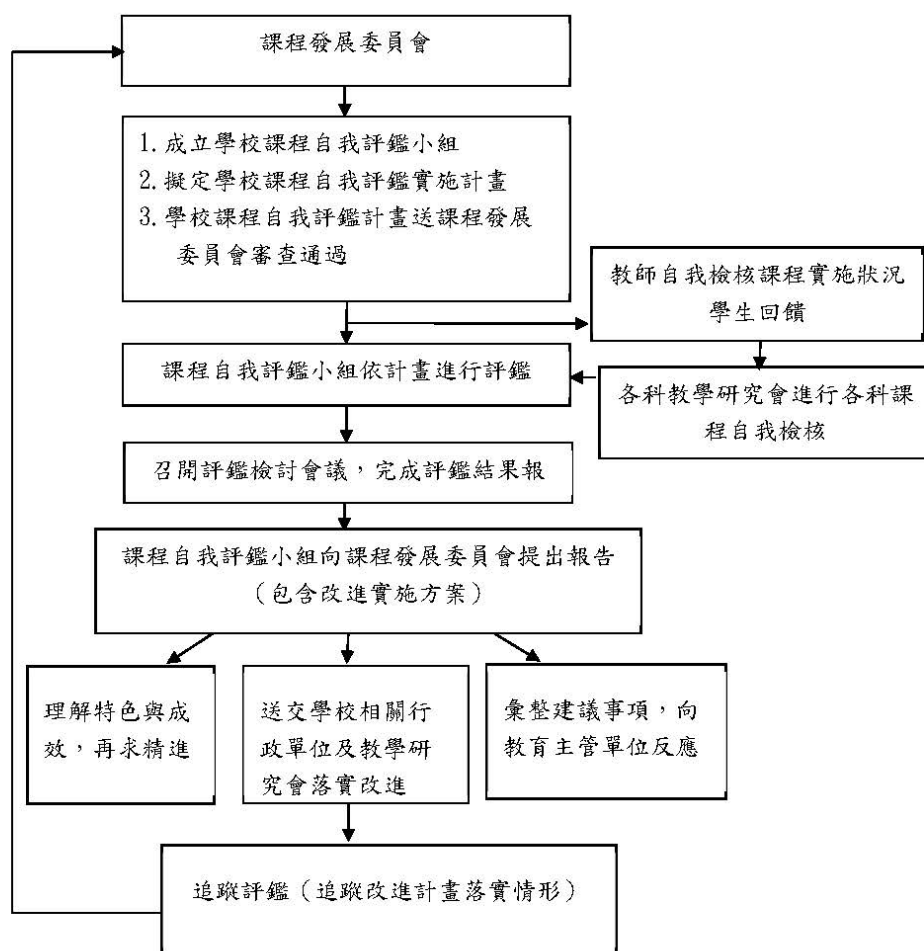 課程發展委員會
1.成立學校課程自我評鑑小組
2.擬定學校課程自我評鑑實施計畫
3.學校課程自我評鑑計畫送課程發展
委員會審查通過
教師自我檢核課程實施狀況
學生回饋
課程自我評鑑小組依計畫進行評鑑
各科教學研究會進行各科課
程自我檢核
召開評鑑檢討會議，完成評鑑結果報
課程自我評鑑小組向課程發展委員會提出報告
（包含改進實施方案）
理解特色與成
效，再求精進
送交學校相關行
政單位及教學研
究會落實改進
彙整建議事項，向
教育主管單位反應
追蹤評鑑（追蹤改進計畫落實情形）